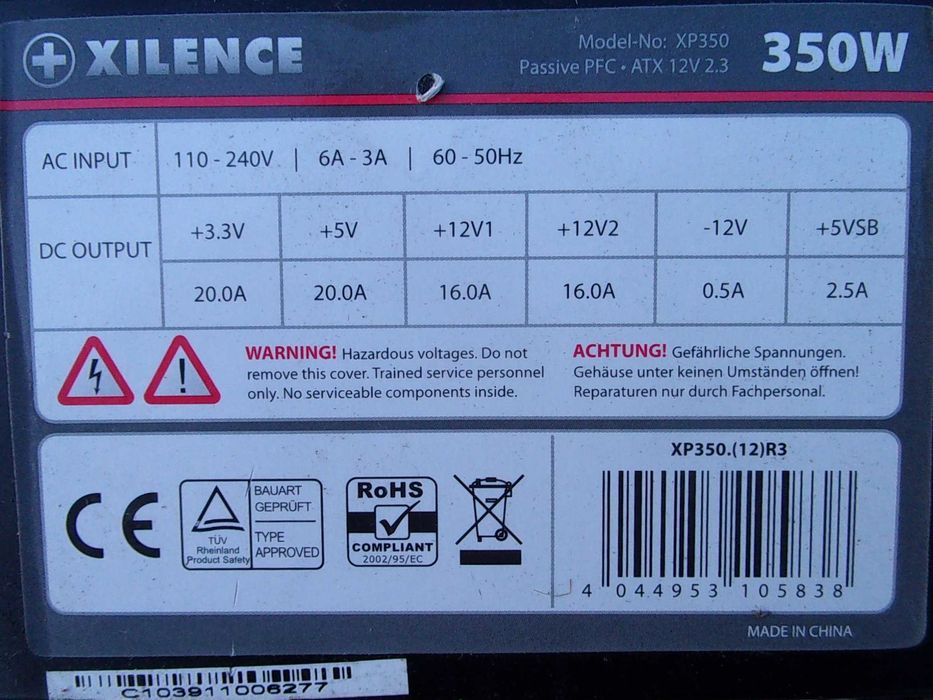 XILENCE
Model-No: XP350
Passive PFC • ATX 12V 2.3
350W
AC INPUT 110 - 240V | 6A - 3A | 60 - 50Hz
DC OUTPUT
+3.3V +5V +12V1 +12V2 -12V +5VSB
20.0A 20.0A 16.0A 16.0A 0.5A 2.5A
WARNING! Hazardous voltages. Do not
remove this cover. Trained service personnel
only. No serviceable components inside.
ACHTUNG! Gefährliche Spannungen.
Gehäuse unter keinen Umständen öffnen!
Reparaturen nur durch Fachpersonal.
CE
TÜV
Rheinland
Product Safety
BAUART
GEPRÜFT
TYPE
APPROVED
RoHS
COMPLIANT
2002/95/EC
XP350.(12)R3
4 044953 105838
MADE IN CHINA
C103911006277